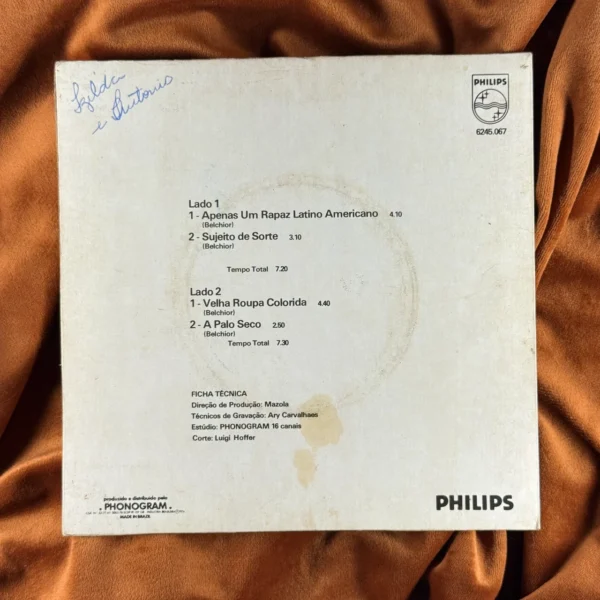 e Antonio
PHILIPS
6245.067
Lado 1
1 - Apenas Um Rapaz Latino Americano 4.10
(Belchior)
2 - Sujeito de Sorte 3.10
(Belchior)
Tempo Total 7.20
Lado 2
1 - Velha Roupa Colorida 4.40
(Belchior)
2 - A Palo Seco 2.50
(Belchior)
Tempo Total 7.30
FICHA TÉCNICA
Direção de Produção: Mazola
Técnicos de Gravação: Ary Carvalhaes
Estúdio: PHONOGRAM 16 canais
Corte: Luigi Hoffer
produzido e distribuído pela
. PHONOGRAM .
MADE IN BRAZIL
PHILIPS